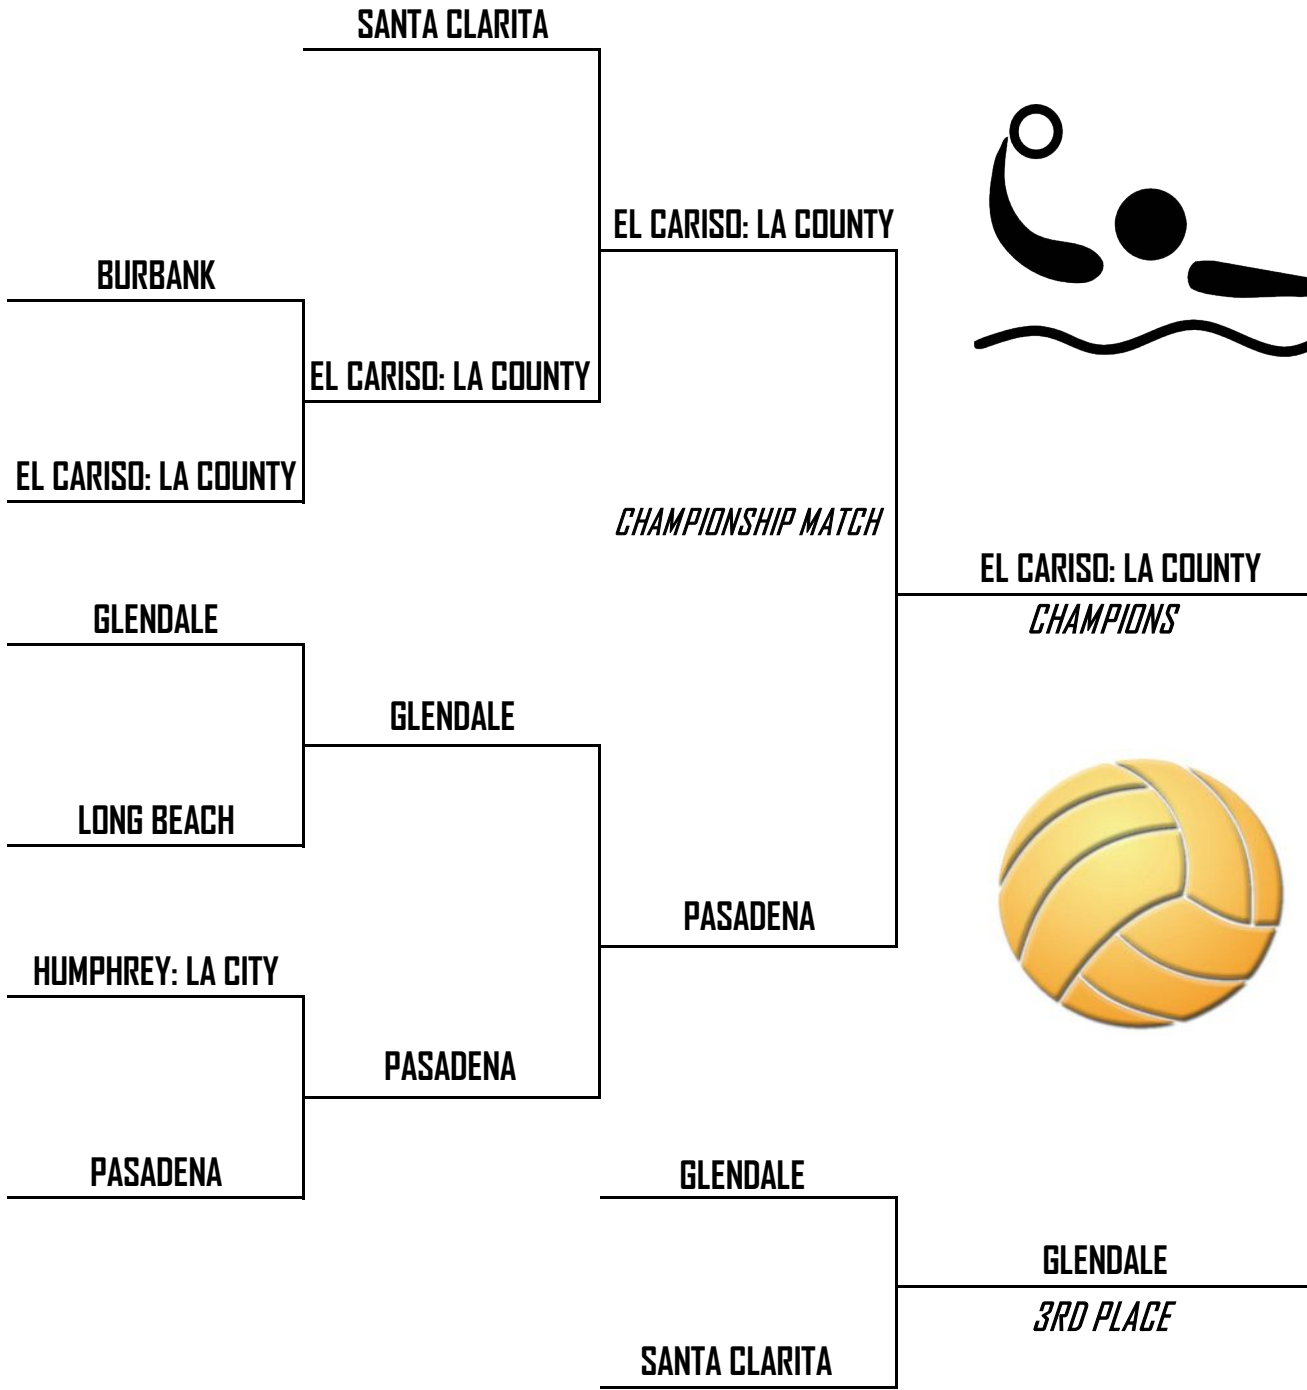 SANTA CLARITA
EL CARISO: LA COUNTY
BURBANK
EL CARISO: LA COUNTY
EL CARISO: LA COUNTY
CHAMPIONSHIP MATCH
EL CARISO: LA COUNTY
CHAMPIONS
GLENDALE
GLENDALE
LONG BEACH
PASADENA
HUMPHREY: LA CITY
PASADENA
PASADENA
GLENDALE
GLENDALE
3RD PLACE
SANTA CLARITA